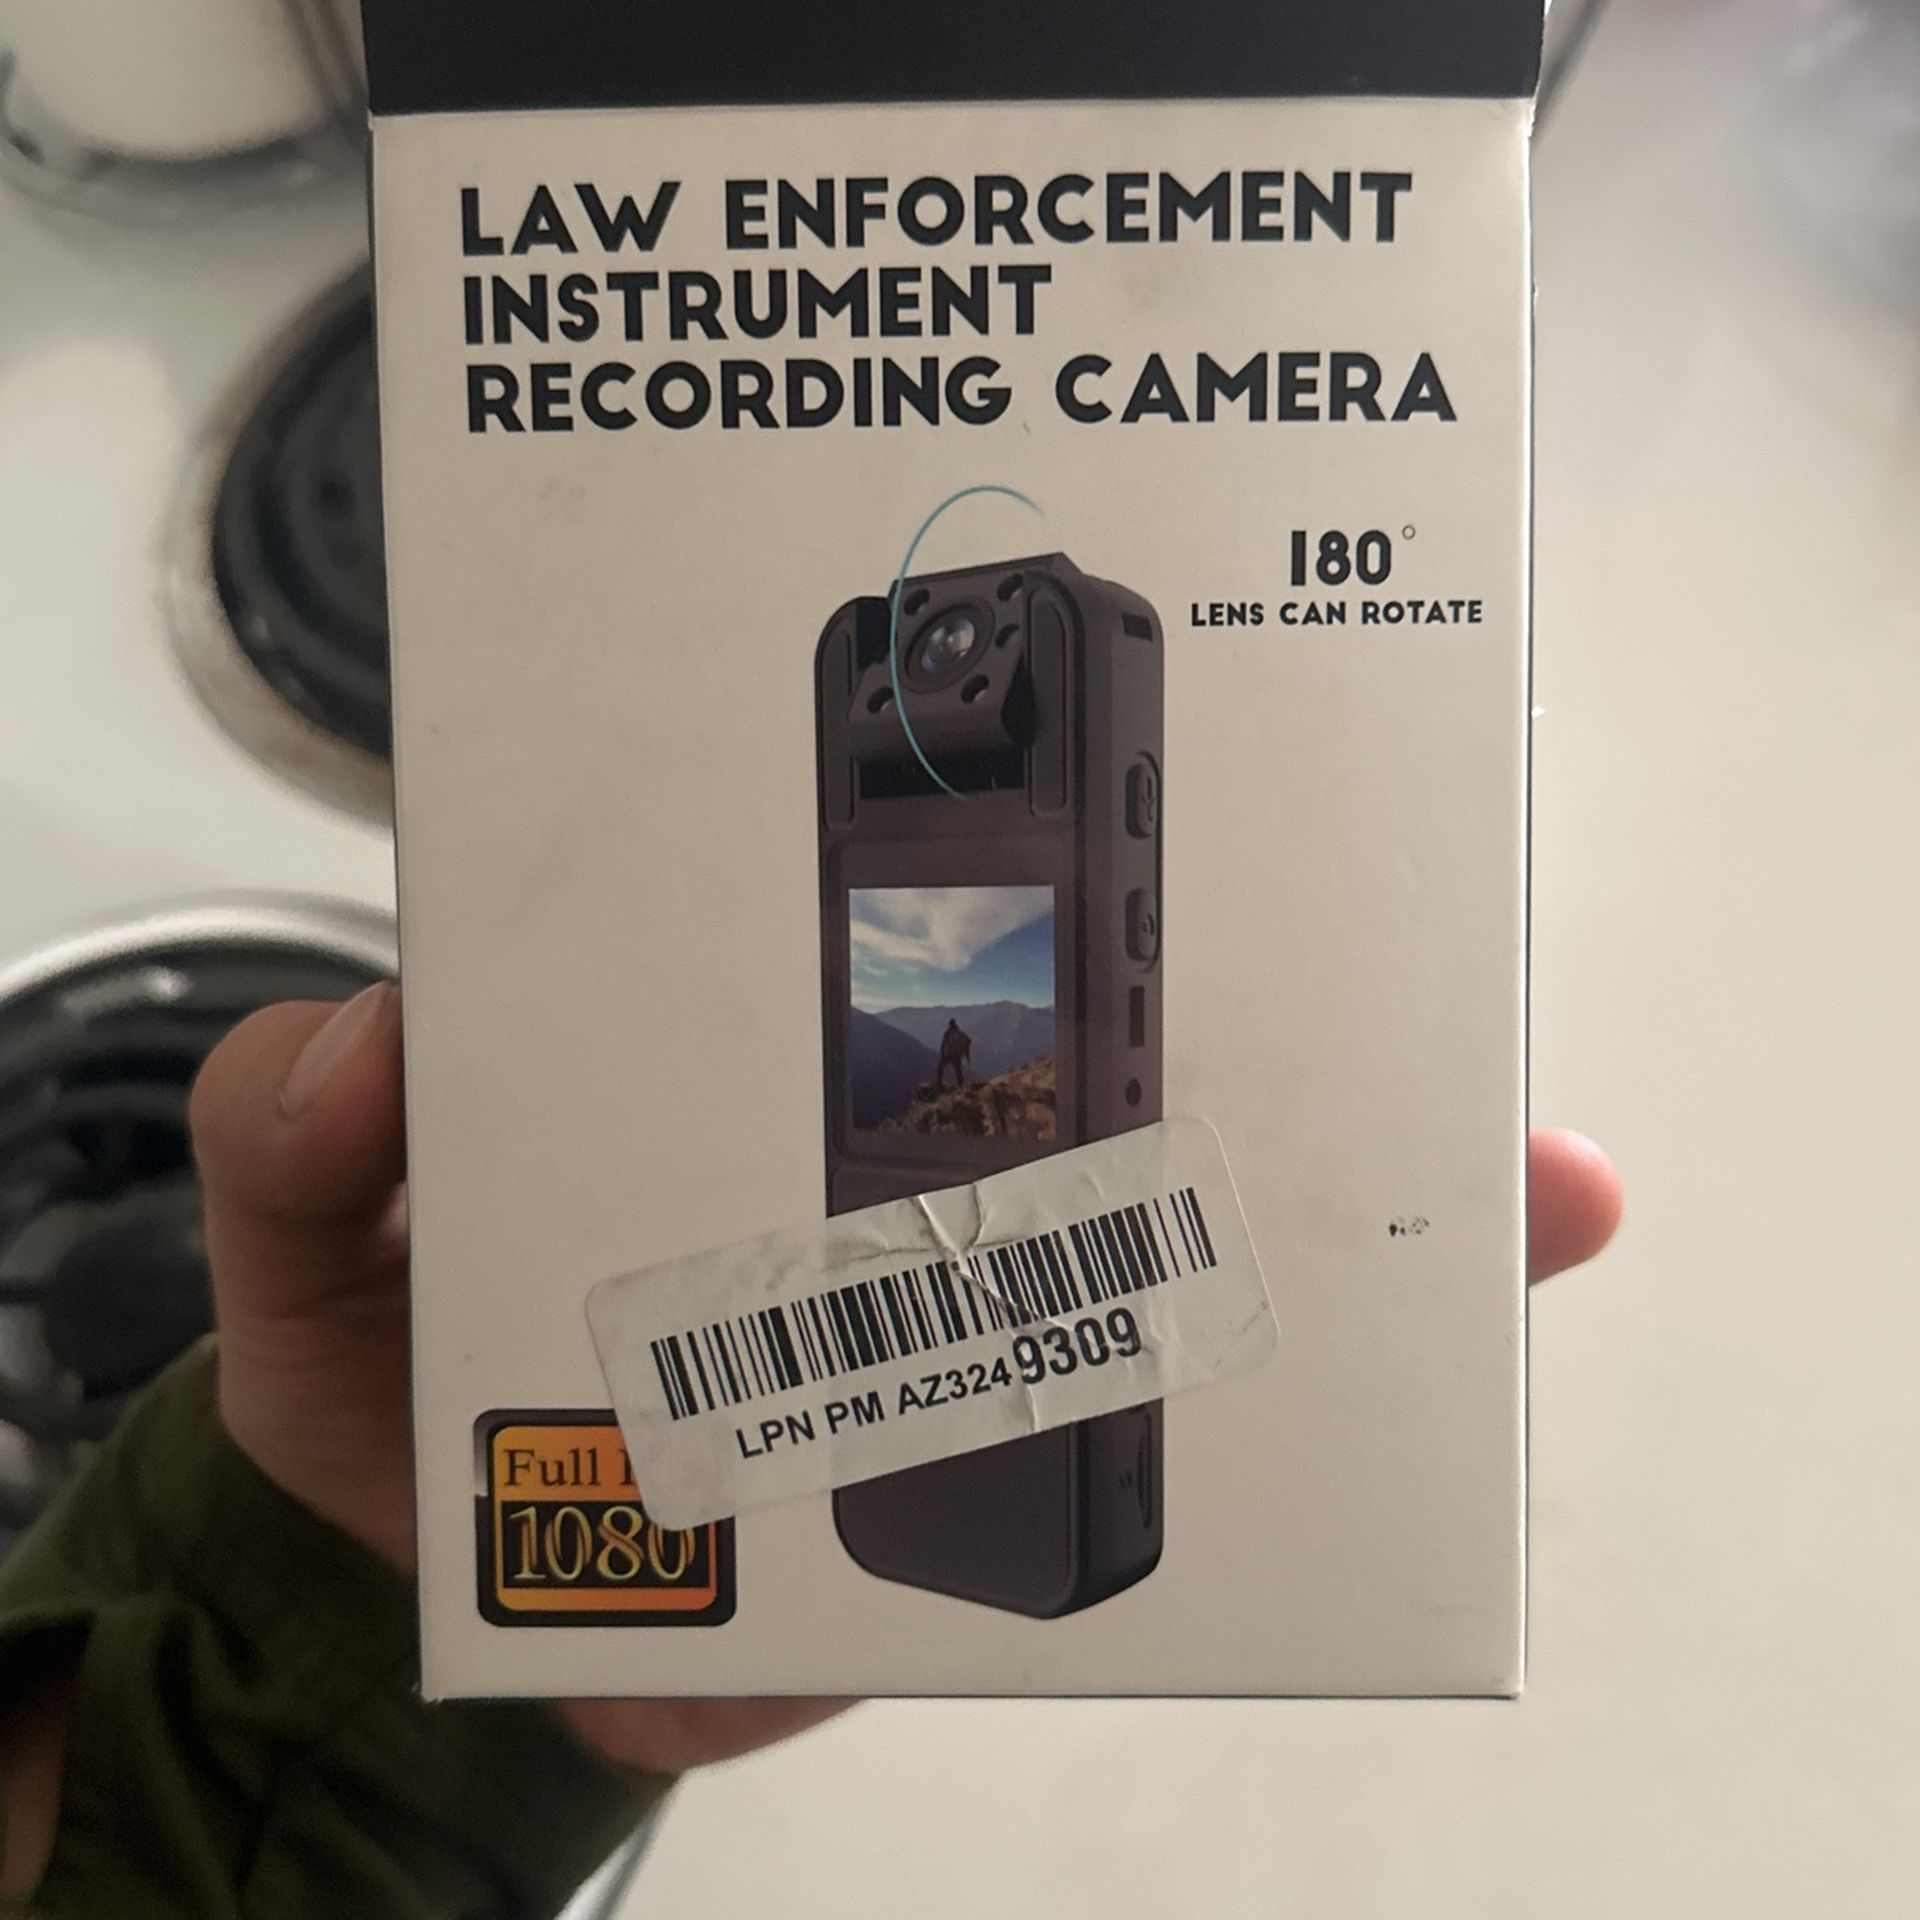 LAW ENFORCEMENT
INSTRUMENT
RECORDING CAMERA
180°
LENS CAN ROTATE
LPN PM AZ3249309
Full
1080